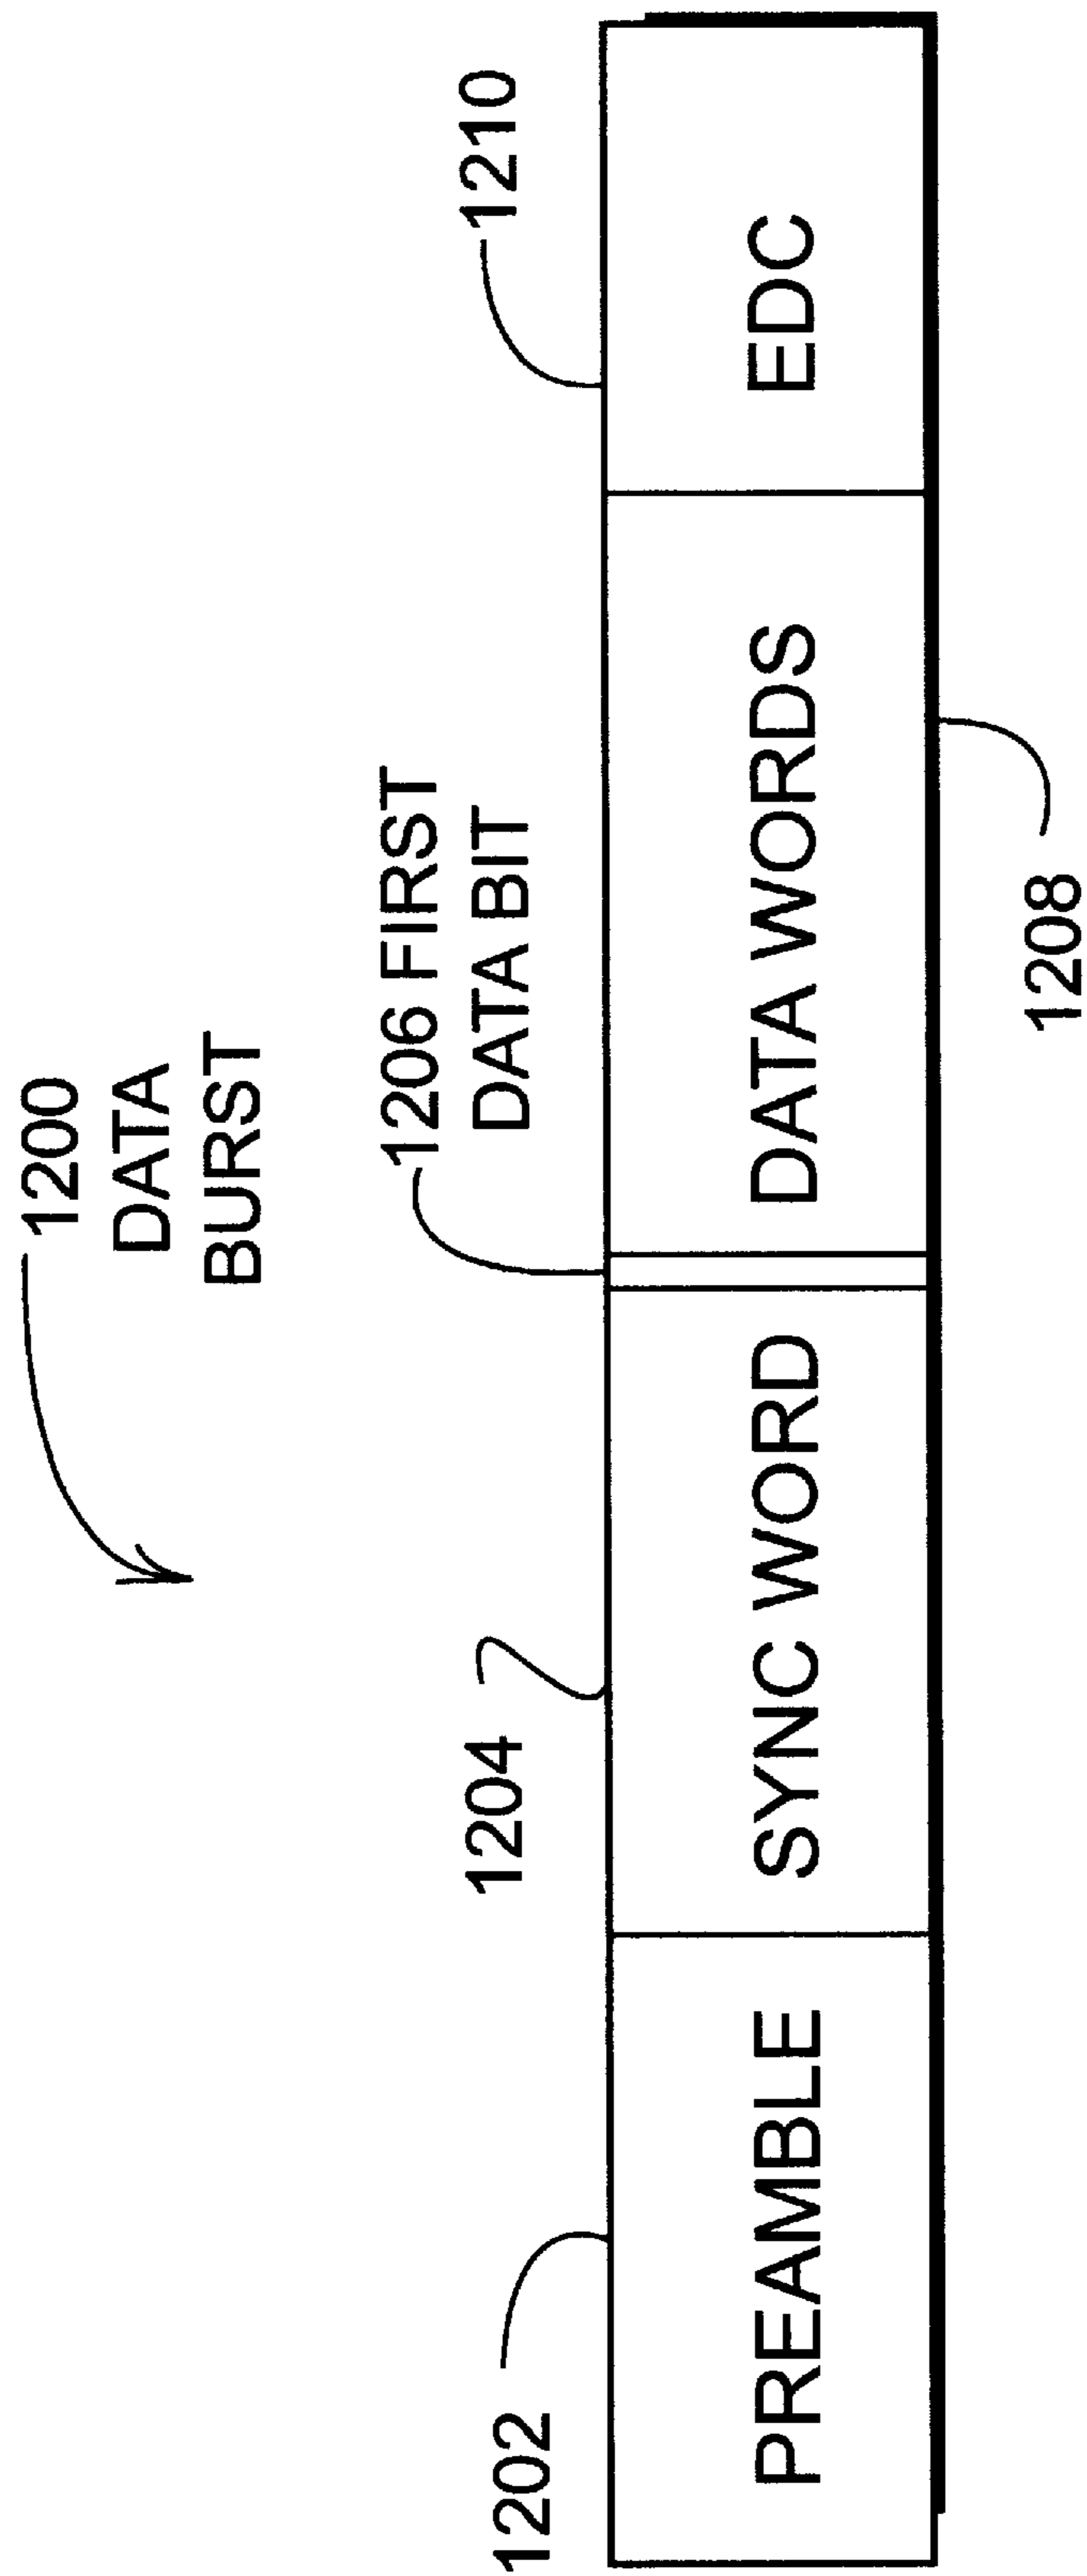 1200
DATA
BURST
1202
1204
1206 FIRST
DATA BIT
1210
PREAMBLE
SYNC WORD
DATA WORDS
EDC
1208